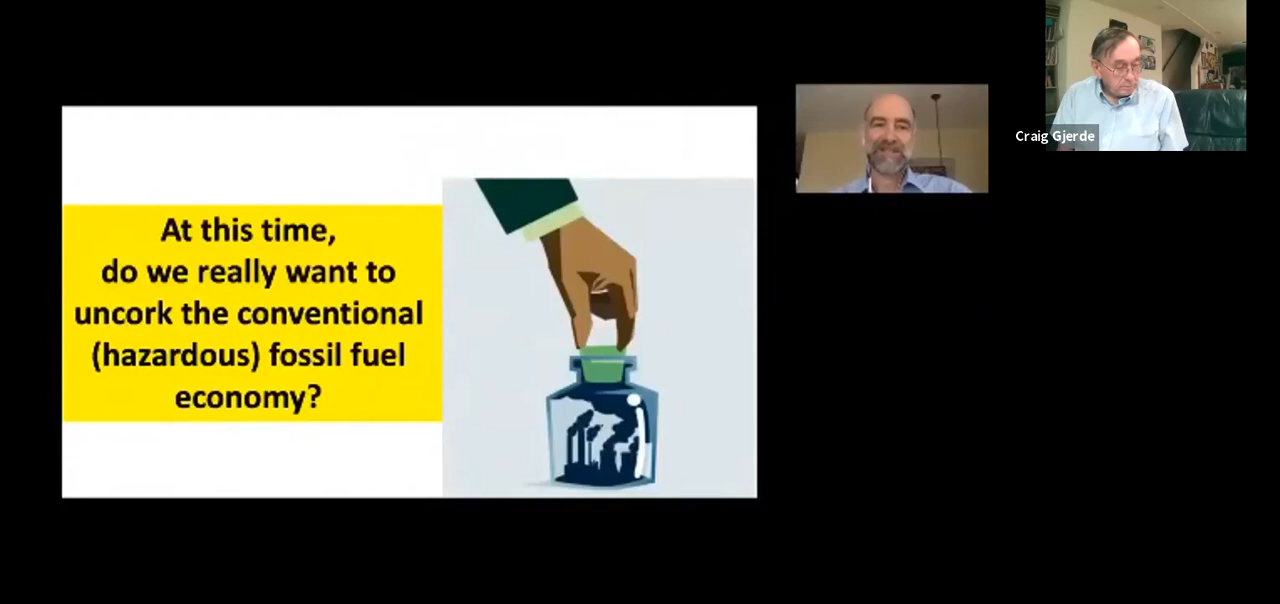 At this time,
do we really want to
uncork the conventional
(hazardous) fossil fuel
economy?
Craig Gjerde